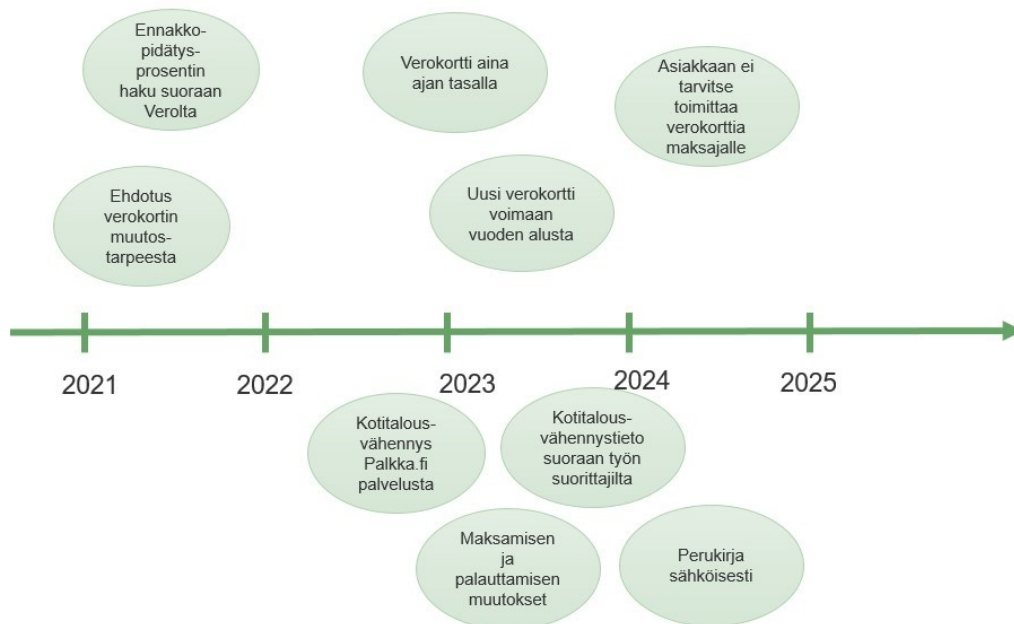 Ennakko-
pidätys-
prosentin
haku suoraan
Verolta
Verokortti aina
ajan tasalla
Asiakkaan ei
tarvitse
toimittaa
verokorttia
maksajalle
Ehdotus
verokortin
muutos-
tarpeesta
Uusi verokortti
voimaan
vuoden alusta
2021
2022
2023
2024
2025
Kotitalous-
vähennys
Palkka.fi
palvelusta
Kotitalous-
vähennystieto
suoraan työn
suorittajilta
Maksamisen
ja
palauttamisen
muutokset
Perukirja
sähköisesti